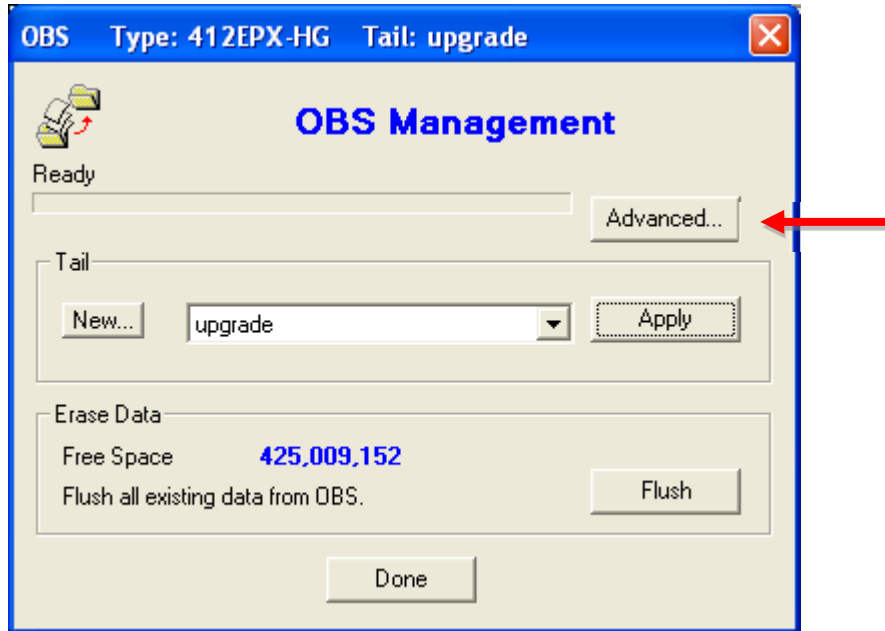 OBS Type: 412EPX-HG Tail: upgrade
OBS Management
Ready
Advanced...
Tail
New...
upgrade
Apply
Erase Data
Free Space 425,009,152
Flush all existing data from OBS.
Flush
Done